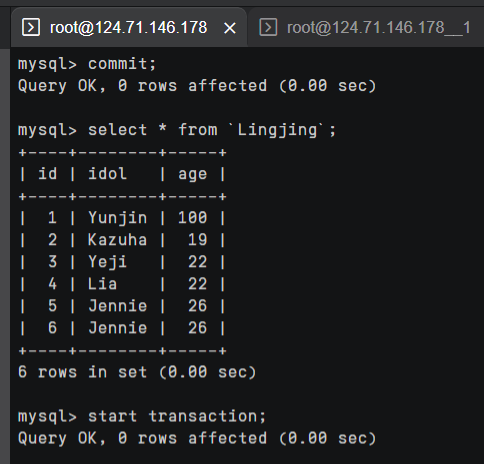 root@124.71.146.178 × root@124.71.146.178__1
mysql> commit;
Query OK, 0 rows affected (0.00 sec)
mysql> select * from `Lingjing`;
+----+--------+-----+
| id | idol   | age |
+----+--------+-----+
|  1 | Yunjin | 100 |
|  2 | Kazuha |  19 |
|  3 | Yeji   |  22 |
|  4 | Lia    |  22 |
|  5 | Jennie |  26 |
|  6 | Jennie |  26 |
+----+--------+-----+
6 rows in set (0.00 sec)
mysql> start transaction;
Query OK, 0 rows affected (0.00 sec)